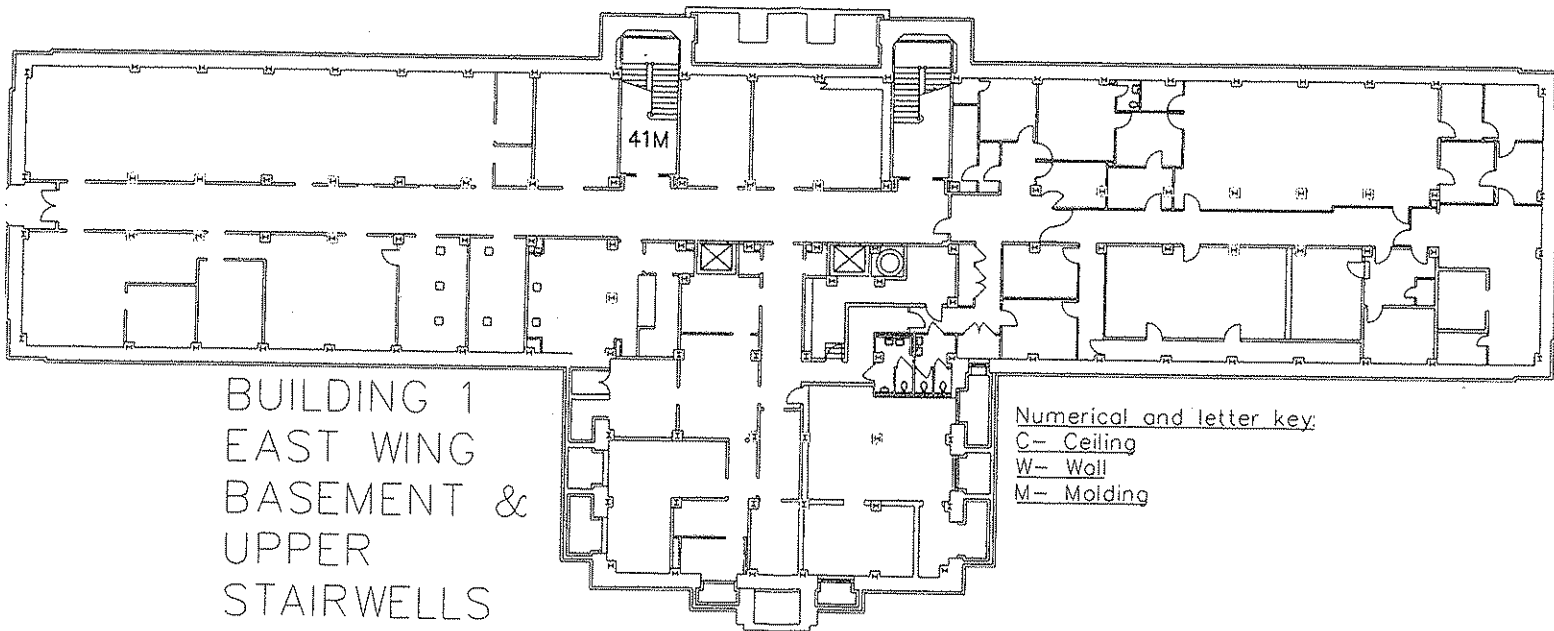 41M
BUILDING 1
EAST WING
BASEMENT &
UPPER
STAIRWELLS
Numerical and letter key:
C- Ceiling
W- Wall
M- Molding